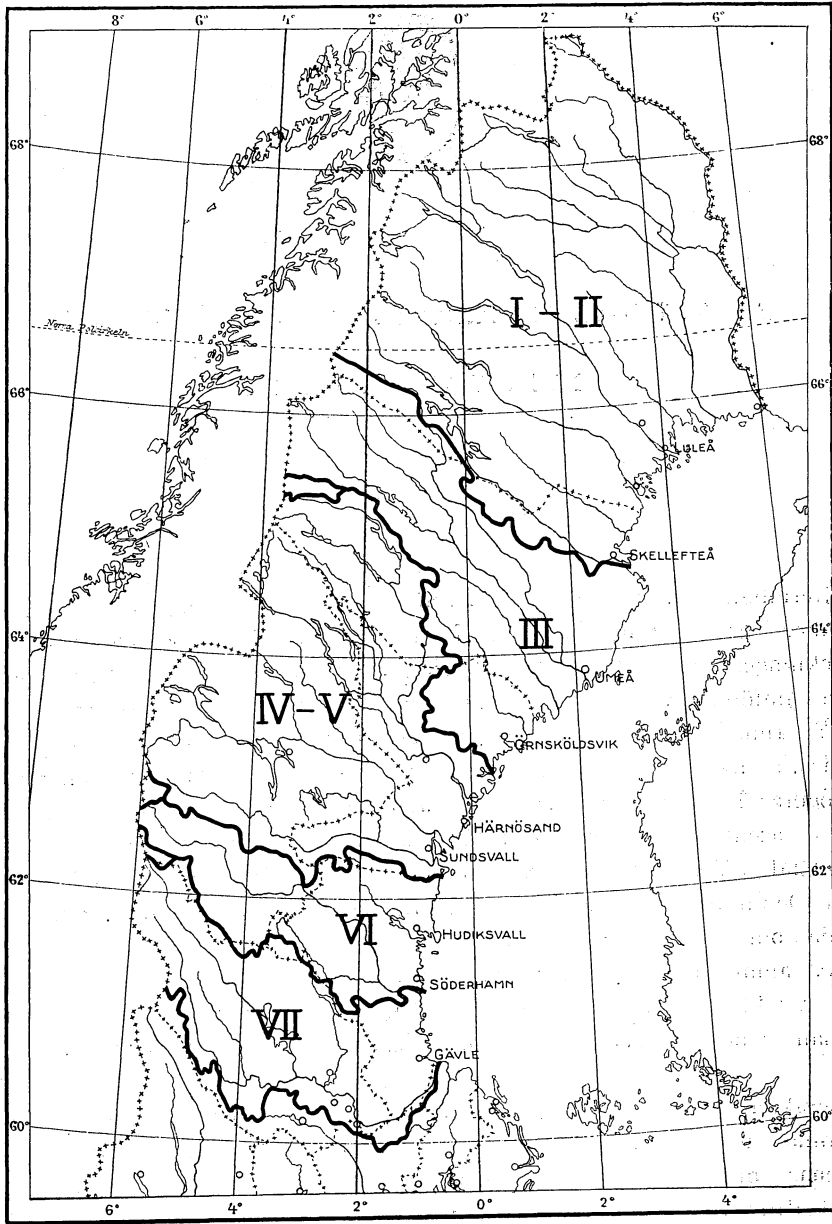 8° 6° 4° 2° 0° 2° 4° 6°
68° 68°
I - II
Norra Polcirkeln
66° 66°
LULEÅ
SKELLEFTEÅ
64° 64°
III
UMEÅ
IV-V
ÖRNSKÖLDSVIK
HÄRNÖSAND
SUNDSVALL
62° 62°
VI
HUDIKSVALL
SÖDERHAMN
VII
GÄVLE
60° 60°
6° 4° 2° 0° 2° 4°